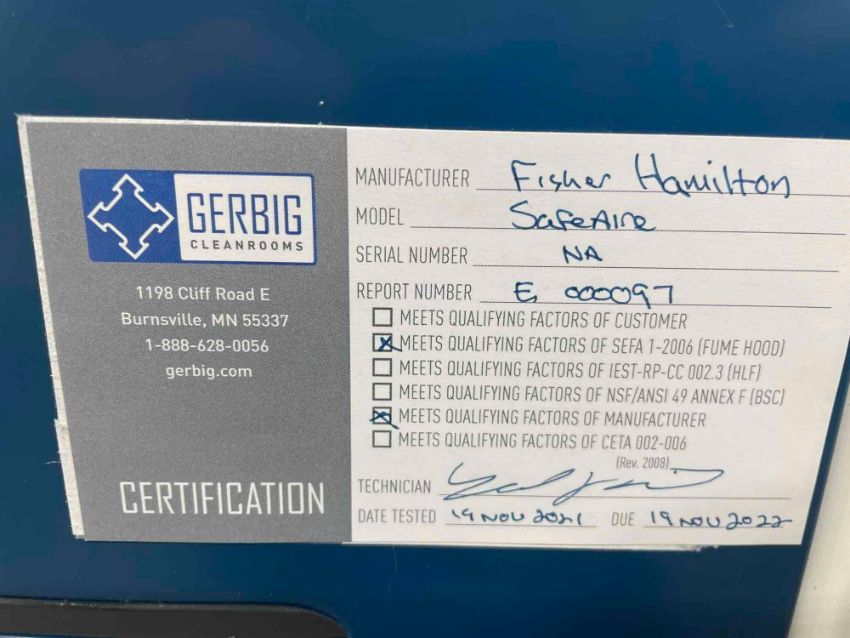 GERBIG
CLEANROOMS
1198 Cliff Road E
Burnsville, MN 55337
1-888-628-0056
gerbig.com
CERTIFICATION
MANUFACTURER Fisher Hamilton
MODEL SafeAire
SERIAL NUMBER NA
REPORT NUMBER E 000097
MEETS QUALIFYING FACTORS OF CUSTOMER
MEETS QUALIFYING FACTORS OF SEFA 1-2006 (FUME HOOD)
MEETS QUALIFYING FACTORS OF IEST-RP-CC 002.3 (HLF)
MEETS QUALIFYING FACTORS OF NSF/ANSI 49 ANNEX F (BSC)
MEETS QUALIFYING FACTORS OF MANUFACTURER
MEETS QUALIFYING FACTORS OF CETA 002-006
(Rev. 2008)
TECHNICIAN
DATE TESTED 19 NOV 2021 DUE 19 NOV 2022